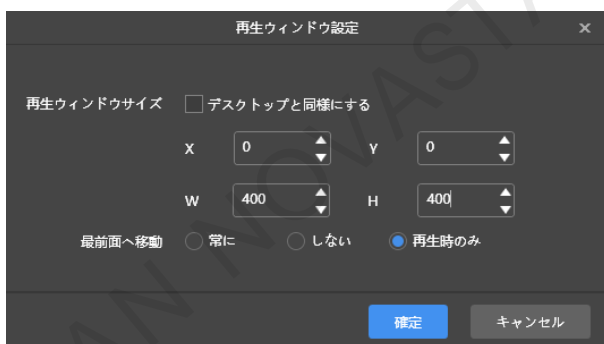 再生ウィンドウ設定 ×
再生ウィンドウサイズ デスクトップと同様にする
X 0 Y 0
W 400 H 400
最前面へ移動 常に しない 再生時のみ
確定 キャンセル
AN NOVASTA